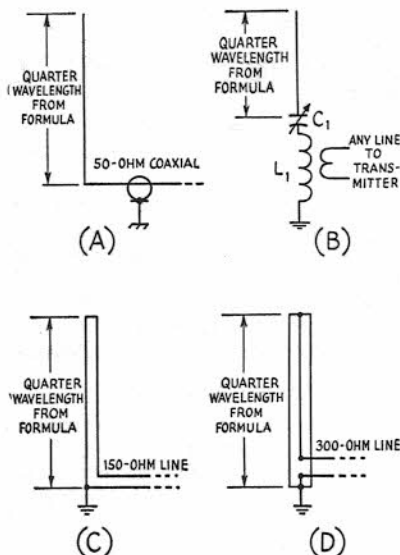 QUARTER
WAVELENGTH
FROM
FORMULA
50-OHM COAXIAL
(A)
QUARTER
WAVELENGTH
FROM
FORMULA
C1
L1
ANY LINE
TO
TRANS-
MITTER
(B)
QUARTER
WAVELENGTH
FROM
FORMULA
150-OHM LINE
(C)
QUARTER
WAVELENGTH
FROM
FORMULA
300-OHM LINE
(D)